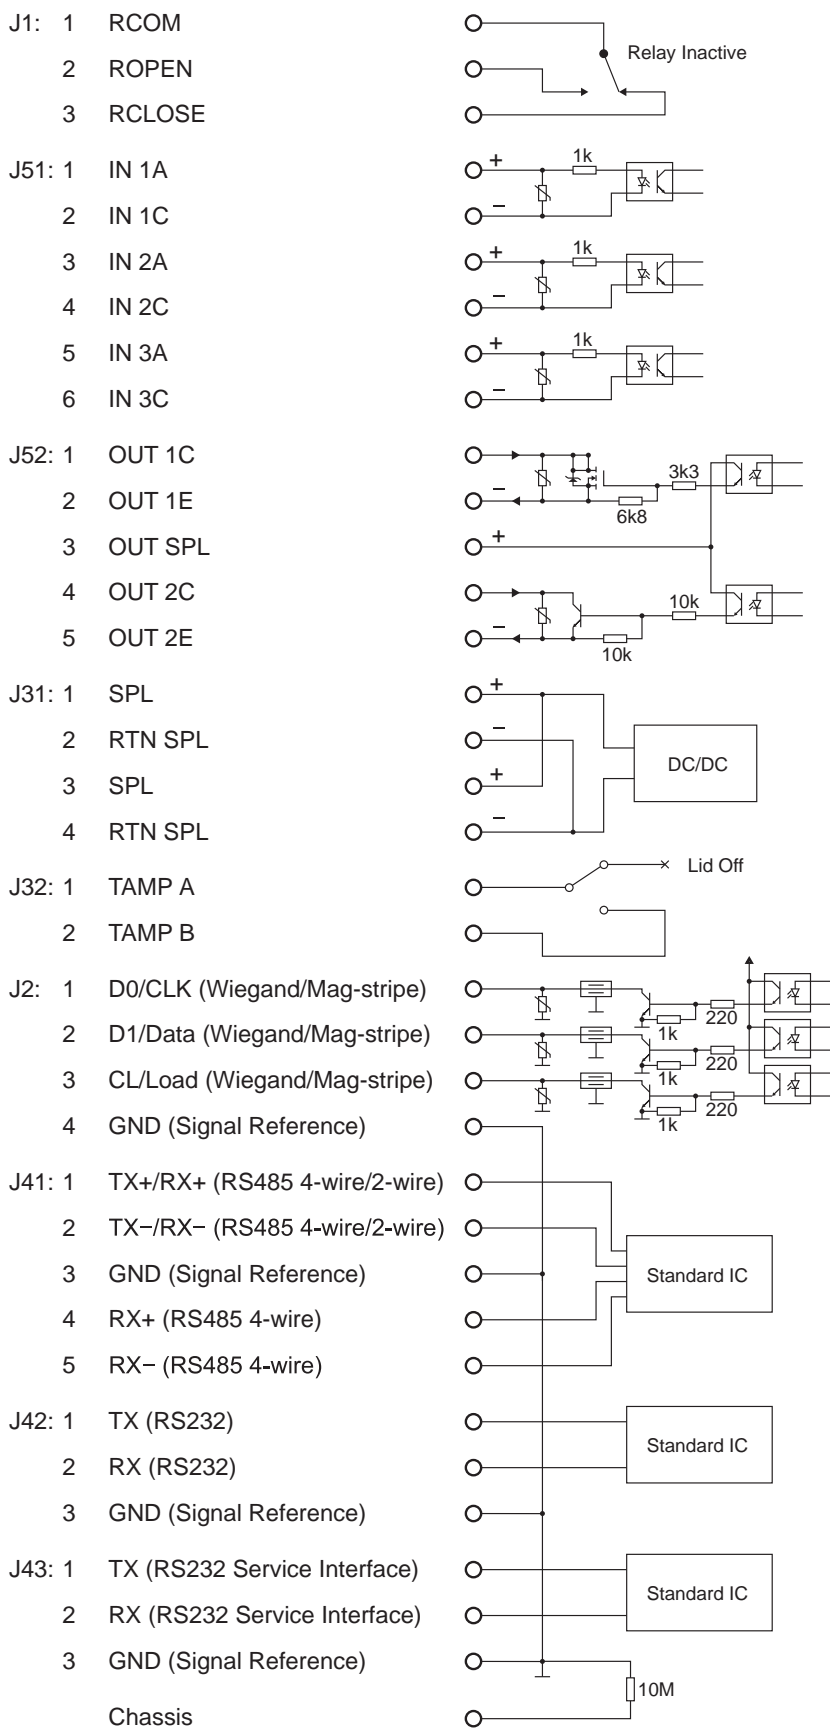 J1: 1 RCOM
Relay Inactive
2 ROPEN
3 RCLOSE
J51: 1 IN 1A + 1k
2 IN 1C −
3 IN 2A + 1k
4 IN 2C −
5 IN 3A + 1k
6 IN 3C −
J52: 1 OUT 1C
3k3
2 OUT 1E −
6k8
3 OUT SPL +
4 OUT 2C
10k
5 OUT 2E −
10k
J31: 1 SPL +
2 RTN SPL −
DC/DC
3 SPL +
4 RTN SPL −
Lid Off
J32: 1 TAMP A
2 TAMP B
J2: 1 D0/CLK (Wiegand/Mag-stripe)
1k 220
2 D1/Data (Wiegand/Mag-stripe)
1k 220
3 CL/Load (Wiegand/Mag-stripe)
1k 220
4 GND (Signal Reference)
J41: 1 TX+/RX+ (RS485 4-wire/2-wire)
2 TX−/RX− (RS485 4-wire/2-wire)
3 GND (Signal Reference) Standard IC
4 RX+ (RS485 4-wire)
5 RX− (RS485 4-wire)
J42: 1 TX (RS232)
Standard IC
2 RX (RS232)
3 GND (Signal Reference)
J43: 1 TX (RS232 Service Interface)
Standard IC
2 RX (RS232 Service Interface)
3 GND (Signal Reference)
10M
Chassis